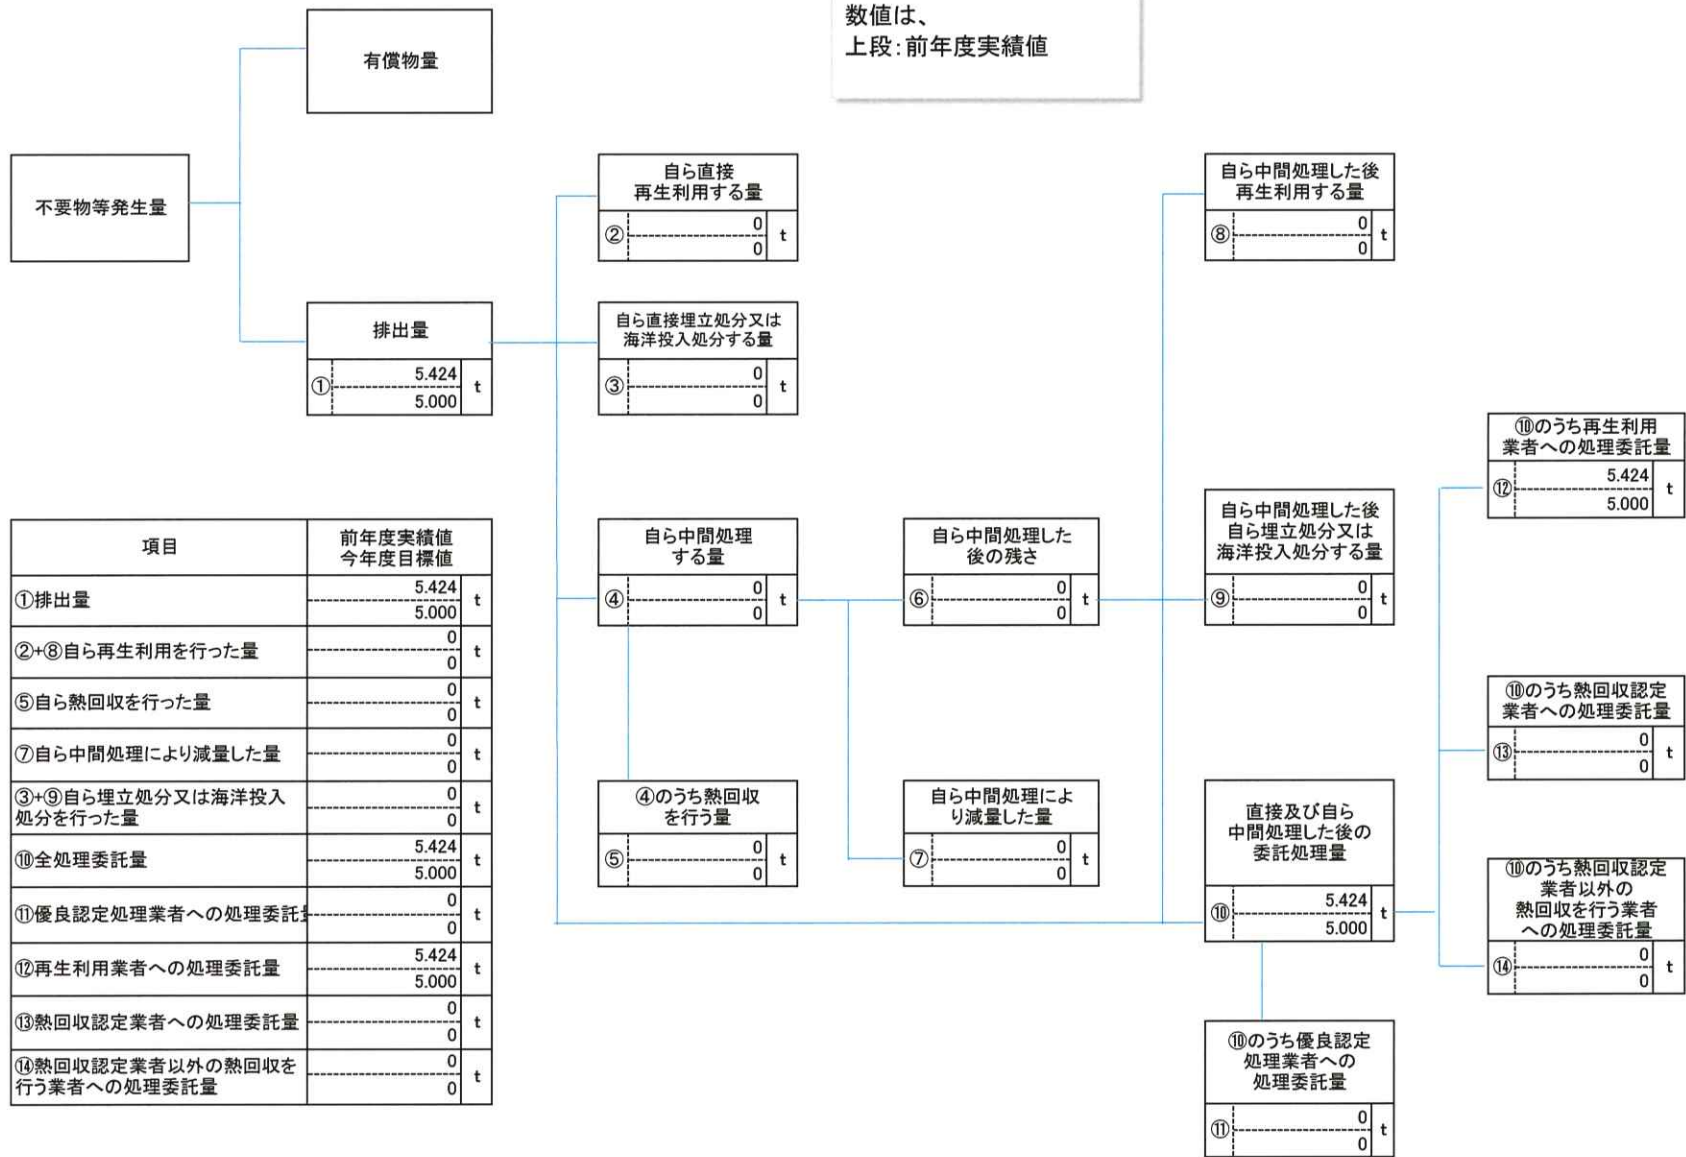 数値は、
上段:前年度実績値
有償物量
不要物等発生量
排出量
① 5.424 t
5.000
自ら直接
再生利用する量
② 0 t
0
自ら直接埋立処分又は
海洋投入処分する量
③ 0 t
0
自ら中間処理
する量
④ 0 t
0
④のうち熱回収
を行う量
⑤ 0 t
0
自ら中間処理した
後の残さ
⑥ 0 t
0
自ら中間処理によ
り減量した量
⑦ 0 t
0
自ら中間処理した後
再生利用する量
⑧ 0 t
0
自ら中間処理した後
自ら埋立処分又は
海洋投入処分する量
⑨ 0 t
0
直接及び自ら
中間処理した後の
委託処理量
⑩ 5.424 t
5.000
⑩のうち優良認定
処理業者への
処理委託量
⑪ 0 t
0
⑩のうち再生利用
業者への処理委託量
⑫ 5.424 t
5.000
⑩のうち熱回収認定
業者への処理委託量
⑬ 0 t
0
⑩のうち熱回収認定
業者以外の
熱回収を行う業者
への処理委託量
⑭ 0 t
0
項目 前年度実績値
今年度目標値
①排出量 5.424 t
5.000
②+⑧自ら再生利用を行った量 0 t
0
⑤自ら熱回収を行った量 0 t
0
⑦自ら中間処理により減量した量 0 t
0
③+⑨自ら埋立処分又は海洋投入
処分を行った量 0 t
0
⑩全処理委託量 5.424 t
5.000
⑪優良認定処理業者への処理委託 0 t
0
⑫再生利用業者への処理委託量 5.424 t
5.000
⑬熱回収認定業者への処理委託量 0 t
0
⑭熱回収認定業者以外の熱回収を
行う業者への処理委託量 0 t
0